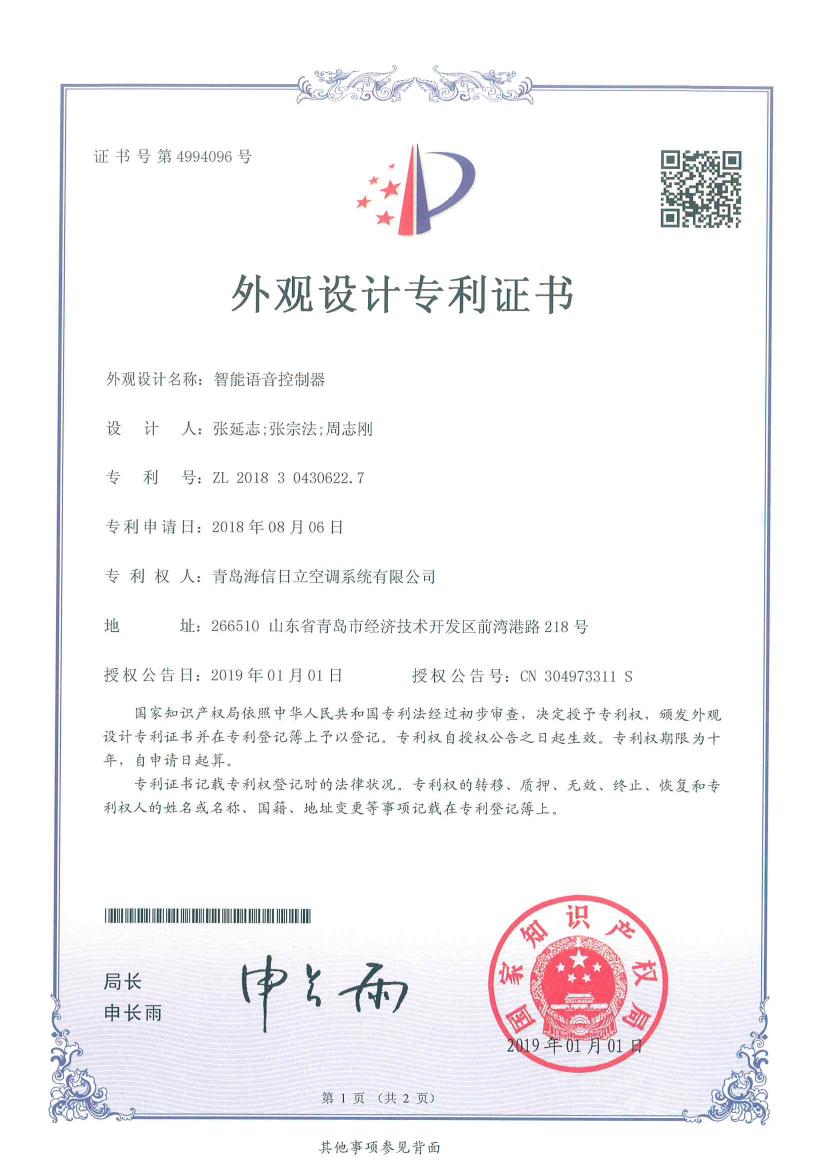 证书号第4994096号
外观设计专利证书
外观设计名称：智能语音控制器
设计人：张延志;张宗法;周志刚
专利号：ZL 2018 3 0430622.7
专利申请日：2018年08月06日
专利权人：青岛海信日立空调系统有限公司
地址：266510 山东省青岛市经济技术开发区前湾港路218号
授权公告日：2019年01月01日 授权公告号：CN 304973311 S
国家知识产权局依照中华人民共和国专利法经过初步审查，决定授予专利权，颁发外观
设计专利证书并在专利登记簿上予以登记。专利权自授权公告之日起生效。专利权期限为十
年，自申请日起算。
专利证书记载专利权登记时的法律状况。专利权的转移、质押、无效、终止、恢复和专
利权人的姓名或名称、国籍、地址变更等事项记载在专利登记簿上。
局长
申长雨
申长雨
国家知识产权局
2019年01月01日
第1页（共2页）
其他事项参见背面